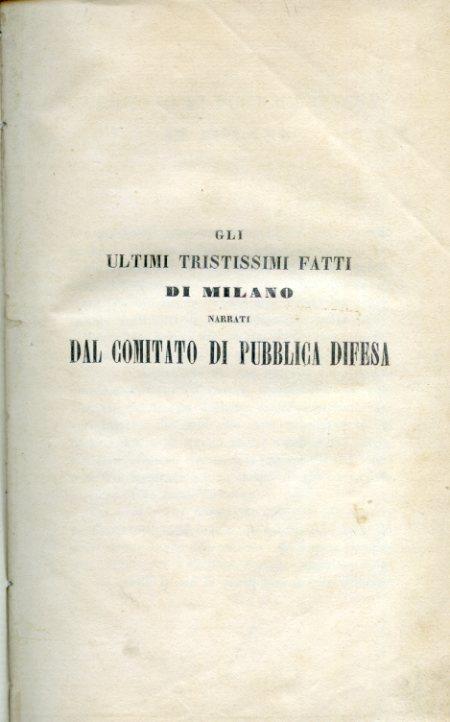 GLI
ULTIMI TRISTISSIMI FATTI
DI MILANO
NARRATI
DAL COMITATO DI PUBBLICA DIFESA